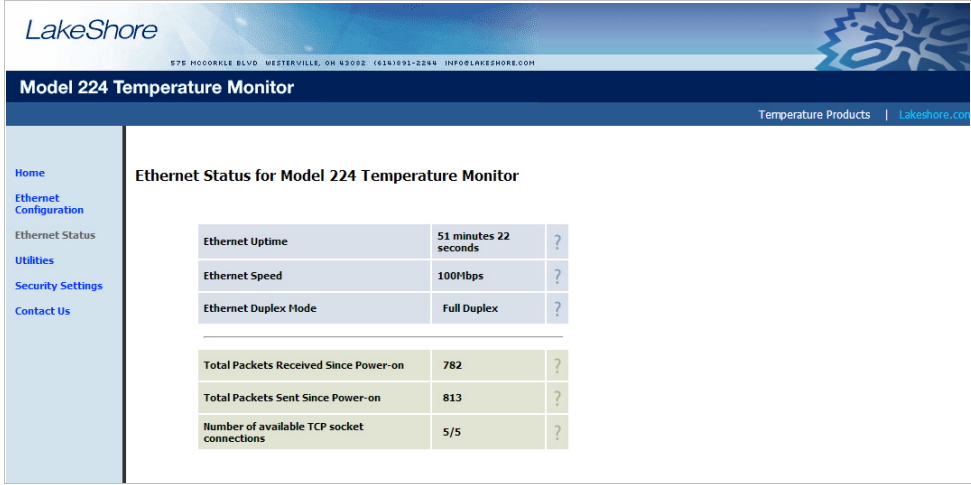 LakeShore
575 MCCORKLE BLVD WESTERVILLE, OH 43082 (614)891-2244 INFO@LAKESHORE.COM
Model 224 Temperature Monitor
Temperature Products | Lakeshore.com
Home
Ethernet
Configuration
Ethernet Status
Utilities
Security Settings
Contact Us
Ethernet Status for Model 224 Temperature Monitor
Ethernet Uptime
51 minutes 22
seconds
?
Ethernet Speed
100Mbps
?
Ethernet Duplex Mode
Full Duplex
?
Total Packets Received Since Power-on
782
?
Total Packets Sent Since Power-on
813
?
Number of available TCP socket
connections
5/5
?